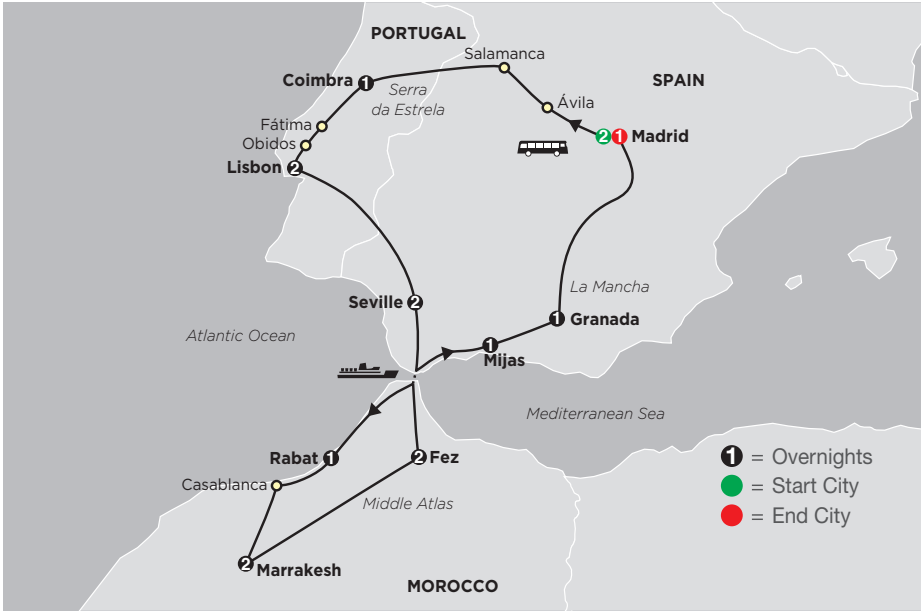 PORTUGAL
Salamanca
Coimbra 1
SPAIN
Serra
da Estrela
Ávila
Fátima
Obidos
2 1 Madrid
Lisbon 2
La Mancha
Seville 2
1 Granada
Atlantic Ocean
1
Mijas
Mediterranean Sea
Rabat 1
2 Fez
1 = Overnights
Casablanca
= Start City
Middle Atlas
= End City
2
Marrakesh
MOROCCO